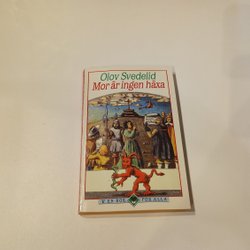 Olov Svedelid
Mor är ingen häxa
EN BOK FÖR ALLA